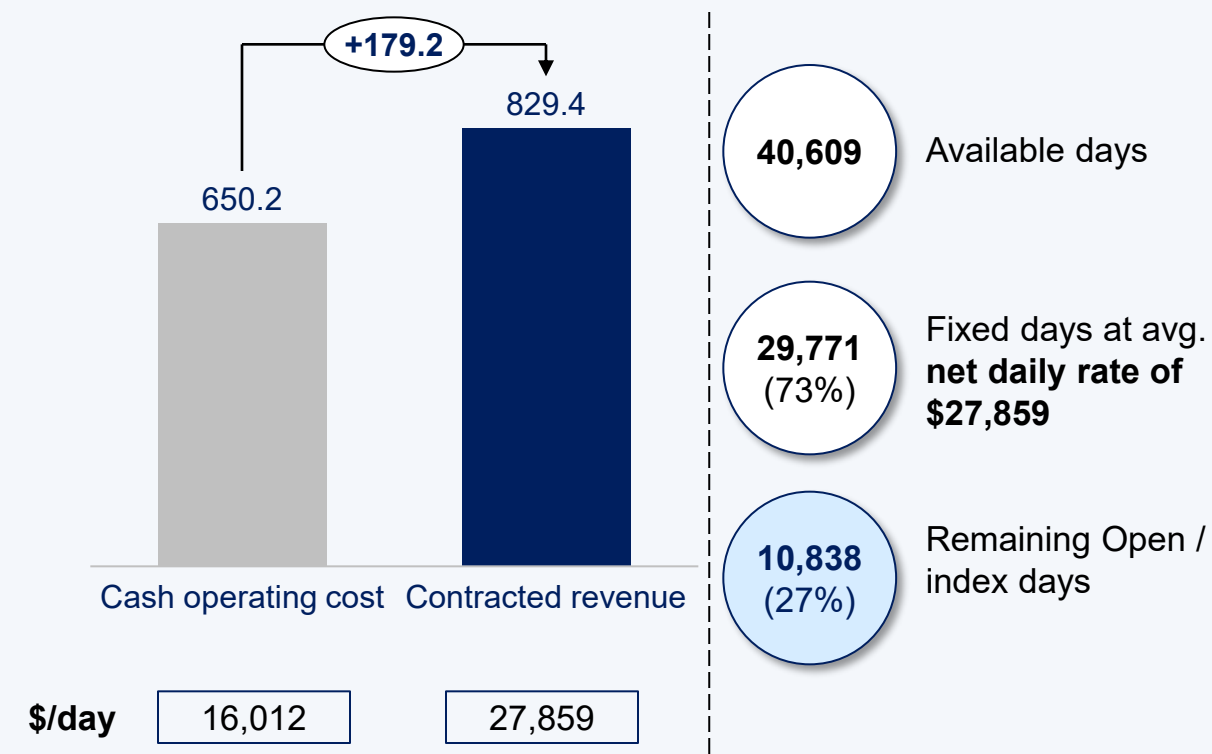 +179.2
829.4
650.2
Cash operating cost
Contracted revenue
$/day
16,012
27,859
40,609
Available days
29,771
(73%)
Fixed days at avg.
net daily rate of
$27,859
10,838
(27%)
Remaining Open /
index days